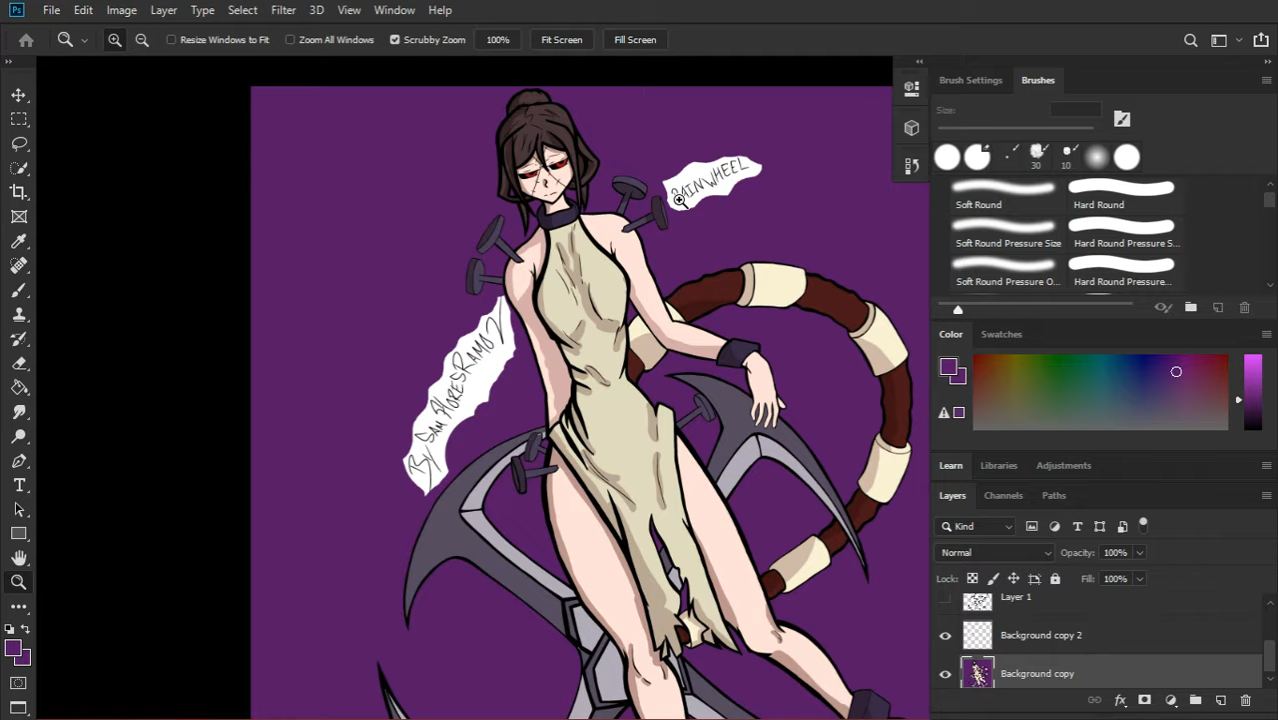 Ps File Edit Image Layer Type Select Filter 3D View Window Help
Resize Windows to Fit Zoom All Windows Scrubby Zoom 100% Fit Screen Fill Screen
Brush Settings Brushes
Size:
30 10
Soft Round Hard Round
Soft Round Pressure Size Hard Round Pressure S...
Soft Round Pressure O... Hard Round Pressure...
Color Swatches
Learn Libraries Adjustments
Layers Channels Paths
Kind
Normal Opacity: 100%
Lock: Fill: 100%
Layer 1
Background copy 2
Background copy
By Sam